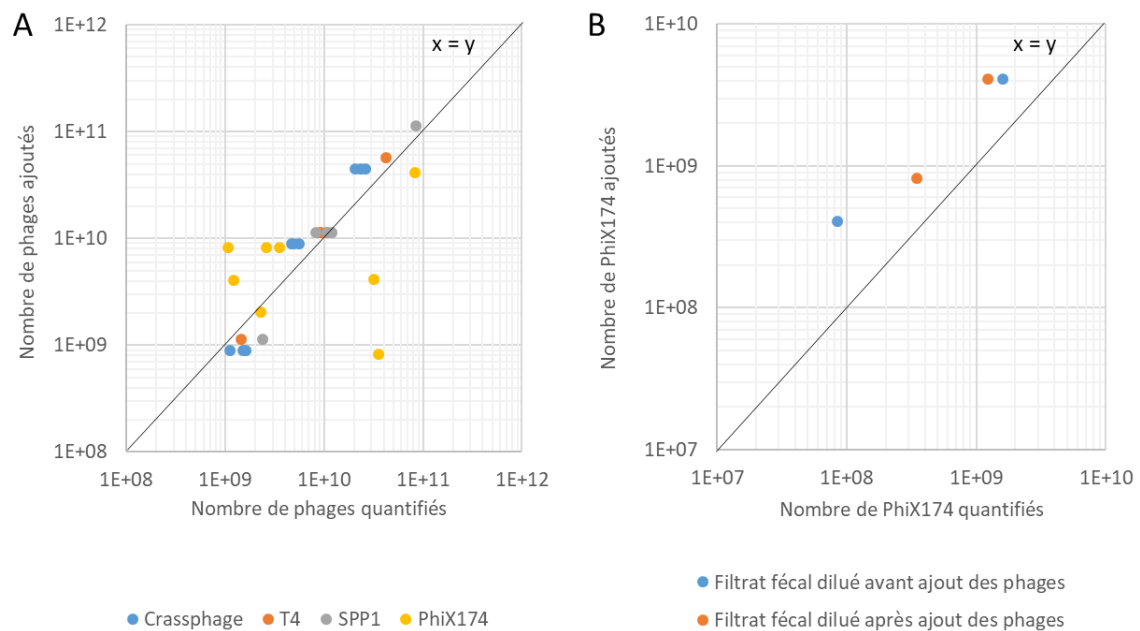 A
x = y
1E+12
1E+11
1E+10
1E+09
1E+08
Nombre de phages ajoutés
1E+08 1E+09 1E+10 1E+11 1E+12
Nombre de phages quantifiés
Crassphage T4 SPP1 PhiX174
B
x = y
1E+10
1E+09
1E+08
1E+07
Nombre de PhiX174 ajoutés
1E+07 1E+08 1E+09 1E+10
Nombre de PhiX174 quantifiés
Filtrat fécal dilué avant ajout des phages
Filtrat fécal dilué après ajout des phages